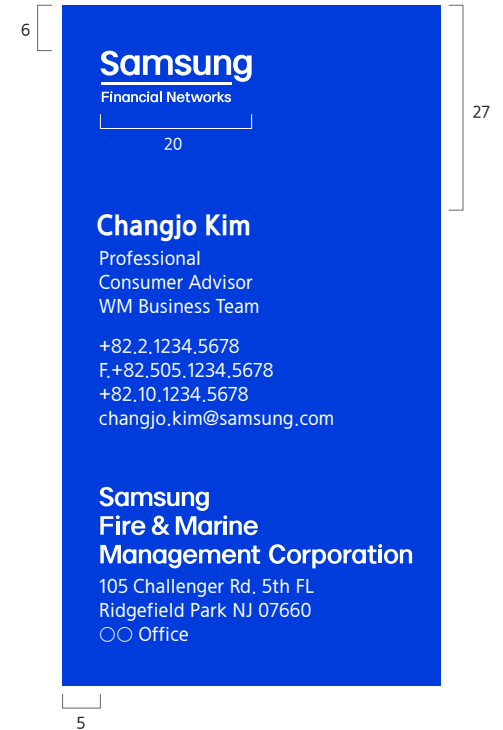 6
Samsung
Financial Networks
20
27
Changjo Kim
Professional
Consumer Advisor
WM Business Team
+82.2.1234.5678
F.+82.505.1234.5678
+82.10.1234.5678
changjo.kim@samsung.com
Samsung
Fire & Marine
Management Corporation
105 Challenger Rd. 5th FL
Ridgefield Park NJ 07660
○○ Office
5